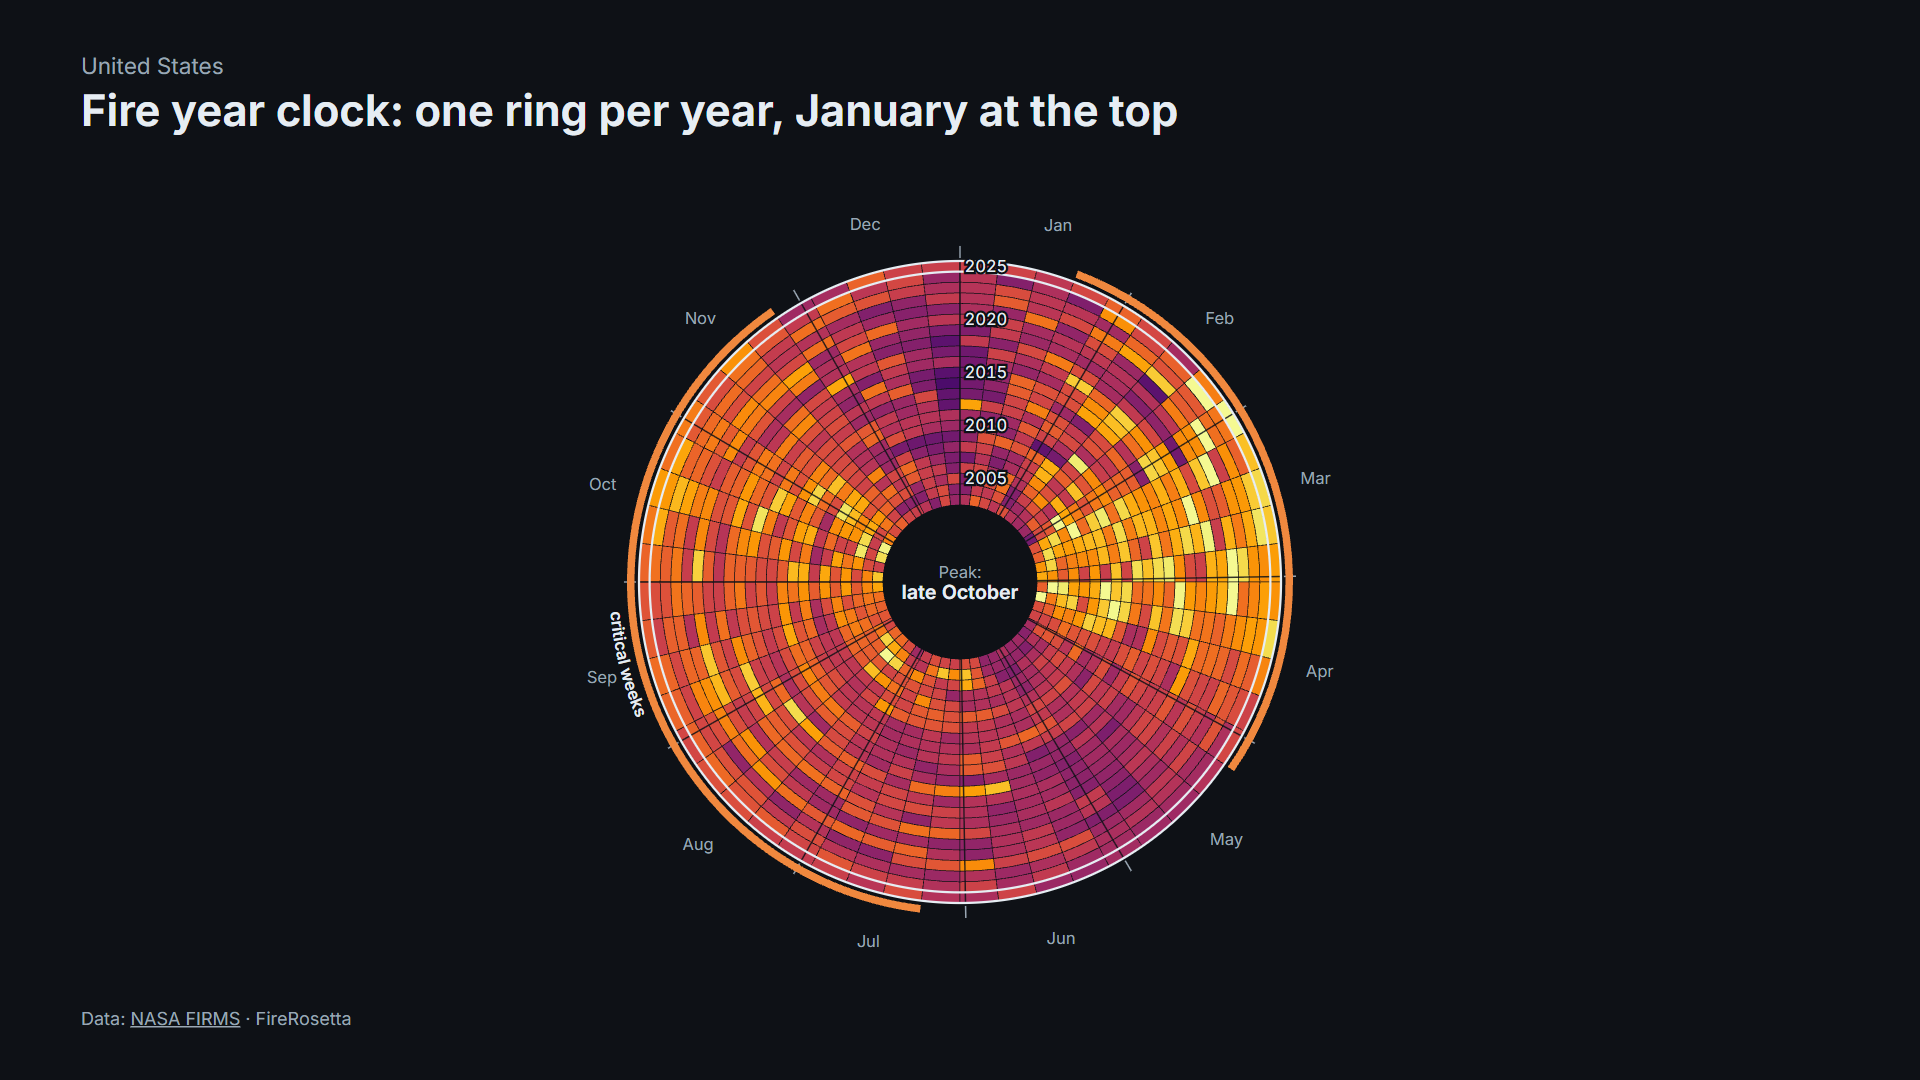 United States
Fire year clock: one ring per year, January at the top
Dec
Jan
Nov
Feb
Oct
Mar
Sep
Apr
Aug
May
Jul
Jun
2025
2020
2015
2010
2005
Peak:
late October
critical weeks
Data: NASA FIRMS · FireRosetta